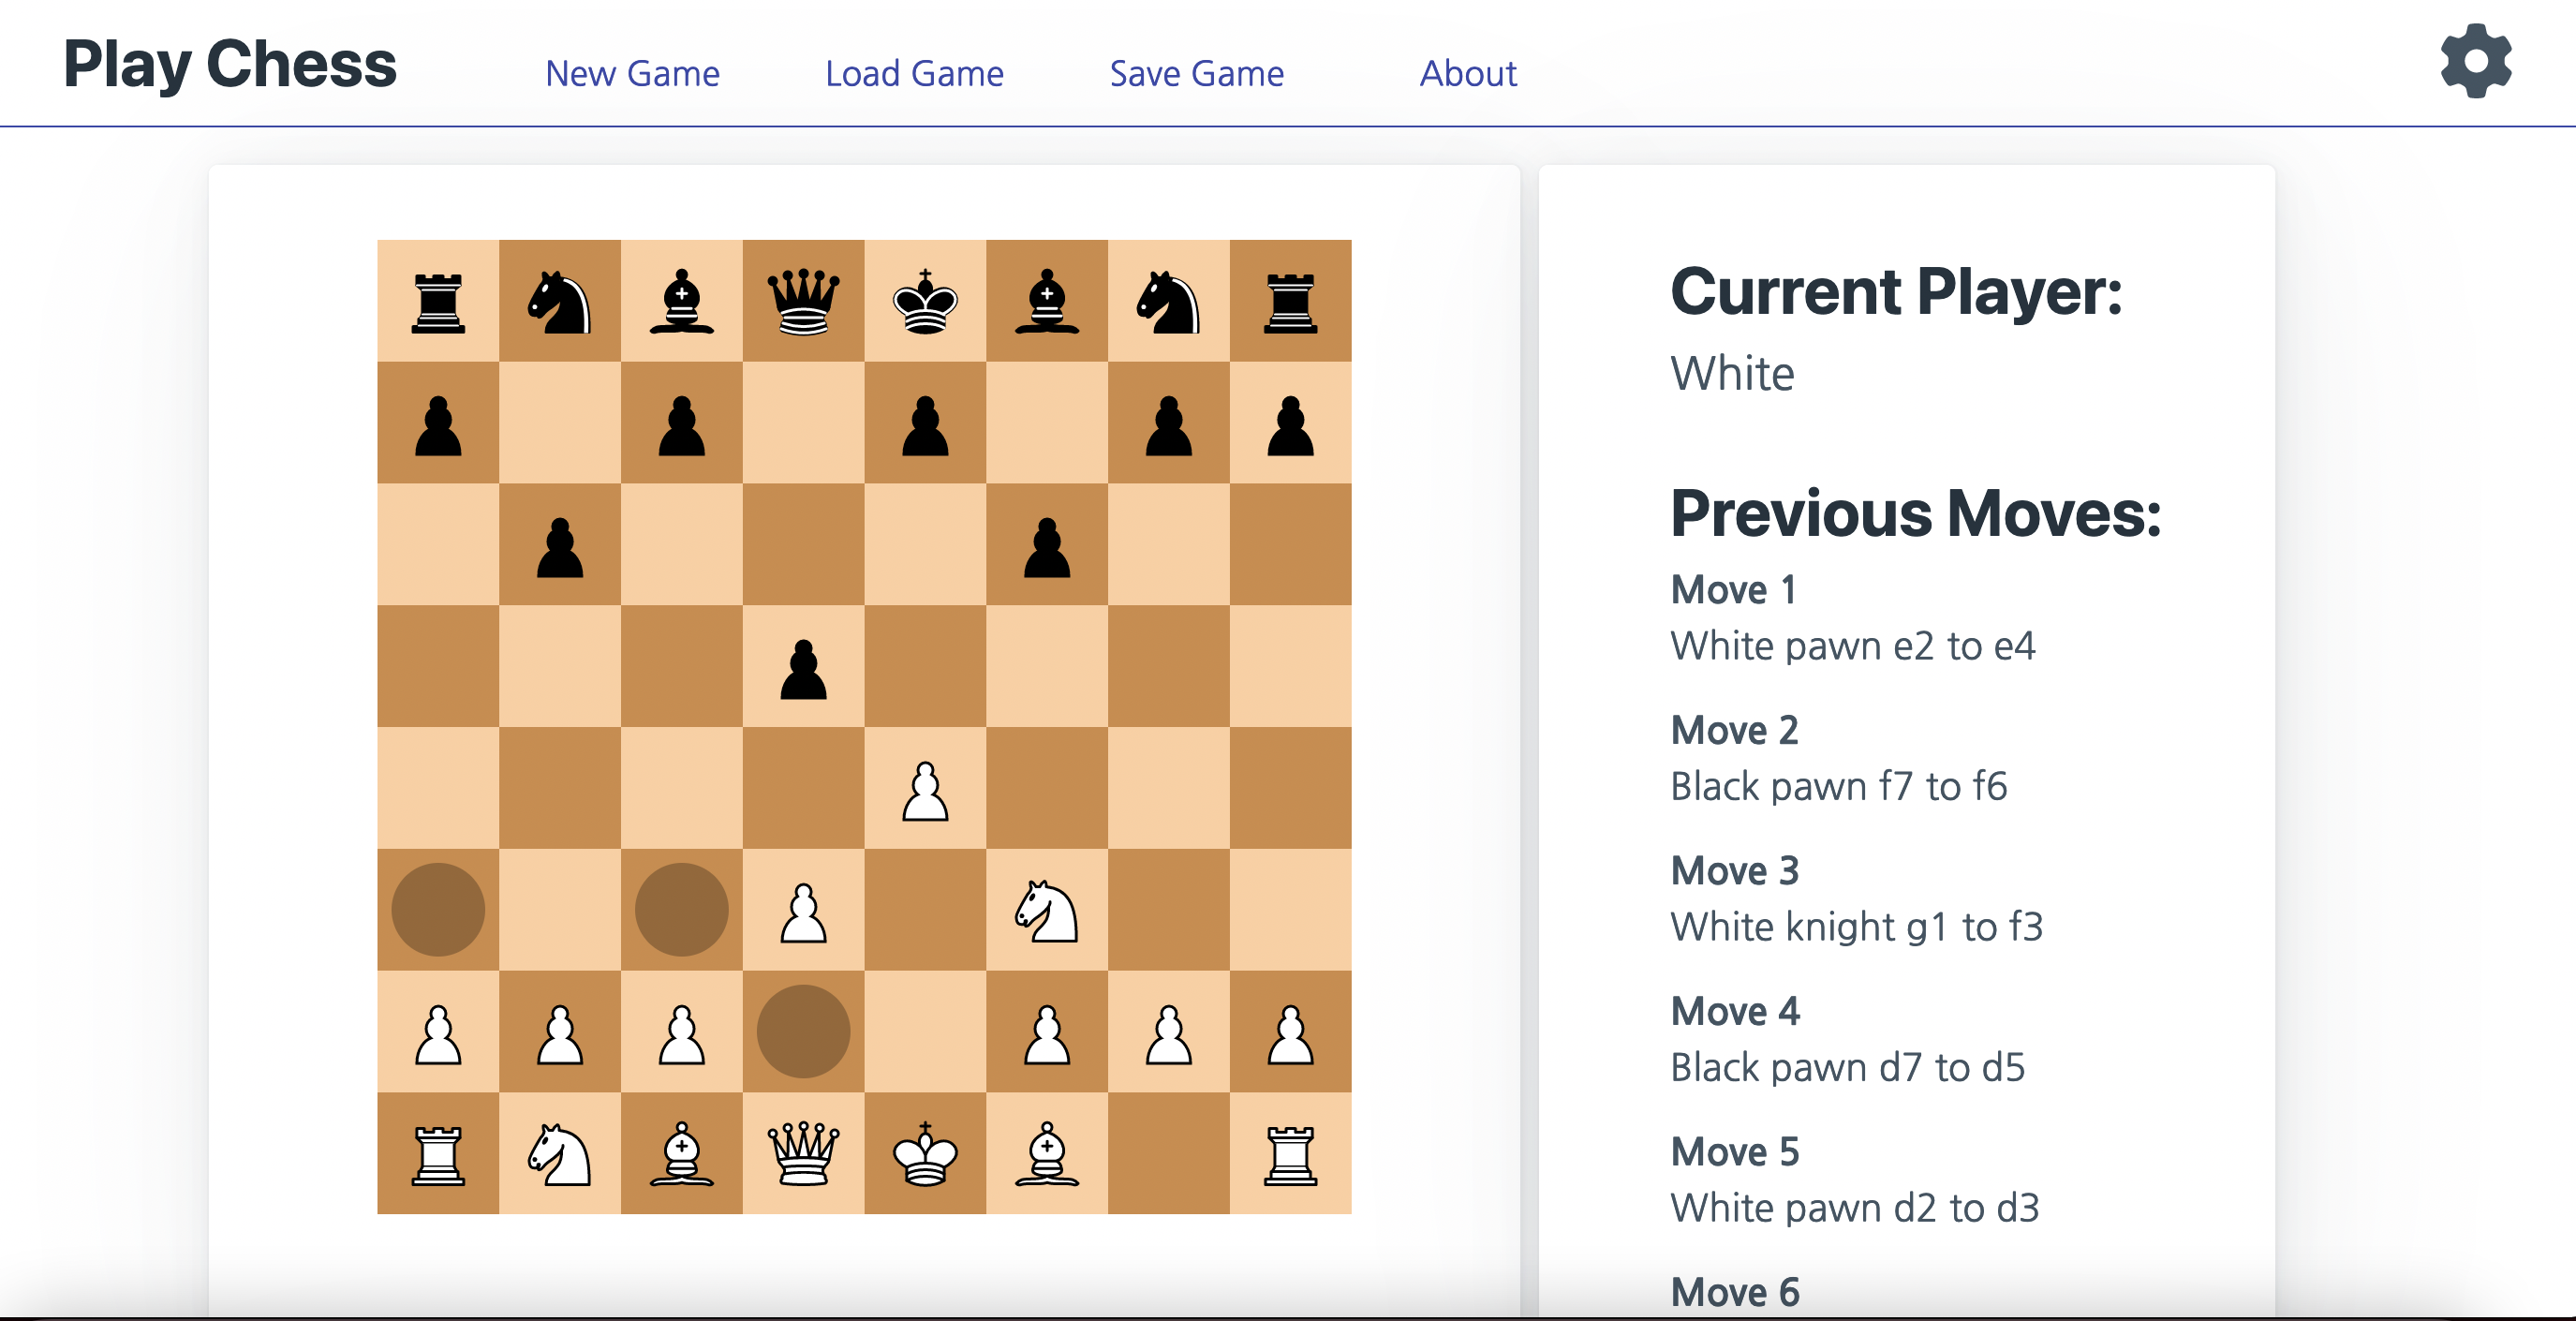 Play Chess
New Game
Load Game
Save Game
About
Current Player:
White
Previous Moves:
Move 1
White pawn e2 to e4
Move 2
Black pawn f7 to f6
Move 3
White knight g1 to f3
Move 4
Black pawn d7 to d5
Move 5
White pawn d2 to d3
Move 6